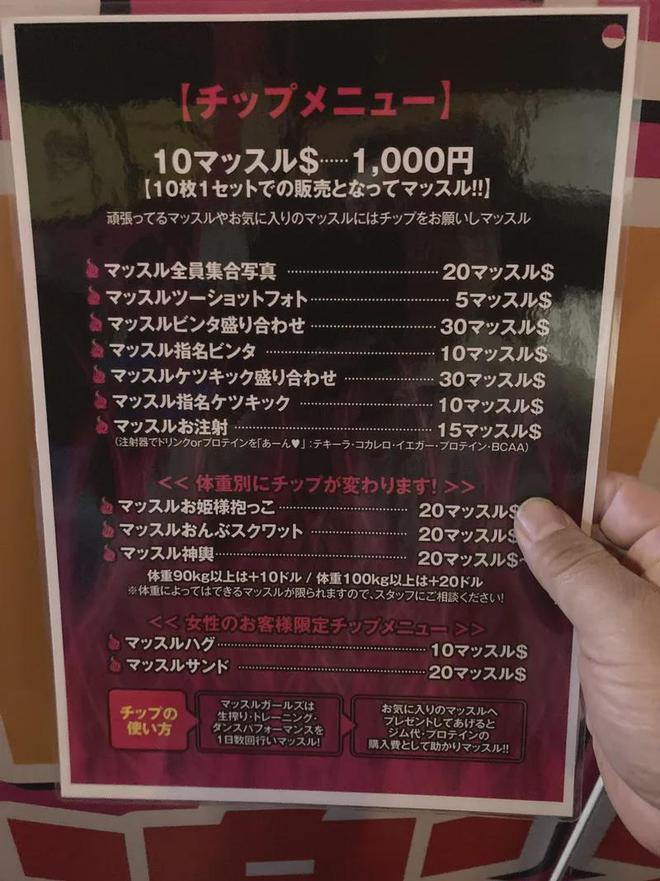 【チップメニュー】
10マッスル$……1,000円
【10枚1セットでの販売となってマッスル!!】
頑張ってるマッスルやお気に入りのマッスルにはチップをお願いしマッスル
マッスル全員集合写真 ……………… 20マッスル$
マッスルツーショットフォト ……………… 5マッスル$
マッスルビンタ盛り合わせ ……………… 30マッスル$
マッスル指名ビンタ ……………… 10マッスル$
マッスルケツキック盛り合わせ ……………… 30マッスル$
マッスル指名ケツキック ……………… 10マッスル$
マッスルお注射 ……………… 15マッスル$
(注射器でドリンクorプロテインを「あーん♥」:テキーラ・コカレロ・イエガー・プロテイン・BCAA)
<< 体重別にチップが変わります! >>
マッスルお姫様抱っこ ……………… 20マッスル$
マッスルおんぶスクワット ……………… 20マッスル$
マッスル神輿 ……………… 20マッスル$~
体重90kg以上は+10ドル / 体重100kg以上は+20ドル
※体重によってはできるマッスルが限られますので、スタッフにご相談ください!
<< 女性のお客様限定チップメニュー >>
マッスルハグ ……………… 10マッスル$
マッスルサンド ……………… 20マッスル$
チップの
使い方
マッスルガールズは
生搾り・トレーニング・
ダンスパフォーマンスを
1日数回行いマッスル!
お気に入りのマッスルへ
プレゼントしてあげると
ジム代・プロテインの
購入費として助かりマッスル!!